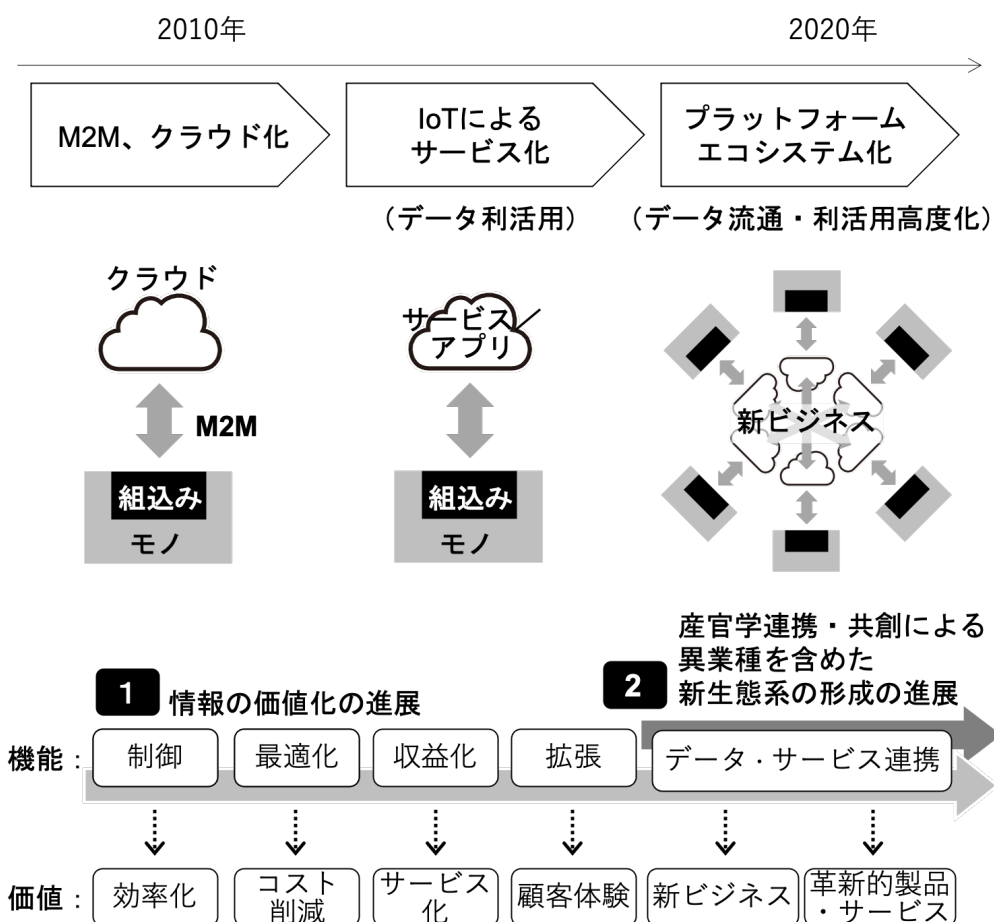 2010年
2020年
M2M、クラウド化
IoTによる
サービス化
プラットフォーム
エコシステム化
（データ利活用）
（データ流通・利活用高度化）
クラウド
サービス／
アプリ
M2M
新ビジネス
組込み
モノ
組込み
モノ
1 情報の価値化の進展
2 産官学連携・共創による
異業種を含めた
新生態系の形成の進展
機能： 制御 最適化 収益化 拡張 データ・サービス連携
価値： 効率化 コスト
削減 サービス
化 顧客体験 新ビジネス 革新的製品
・サービス